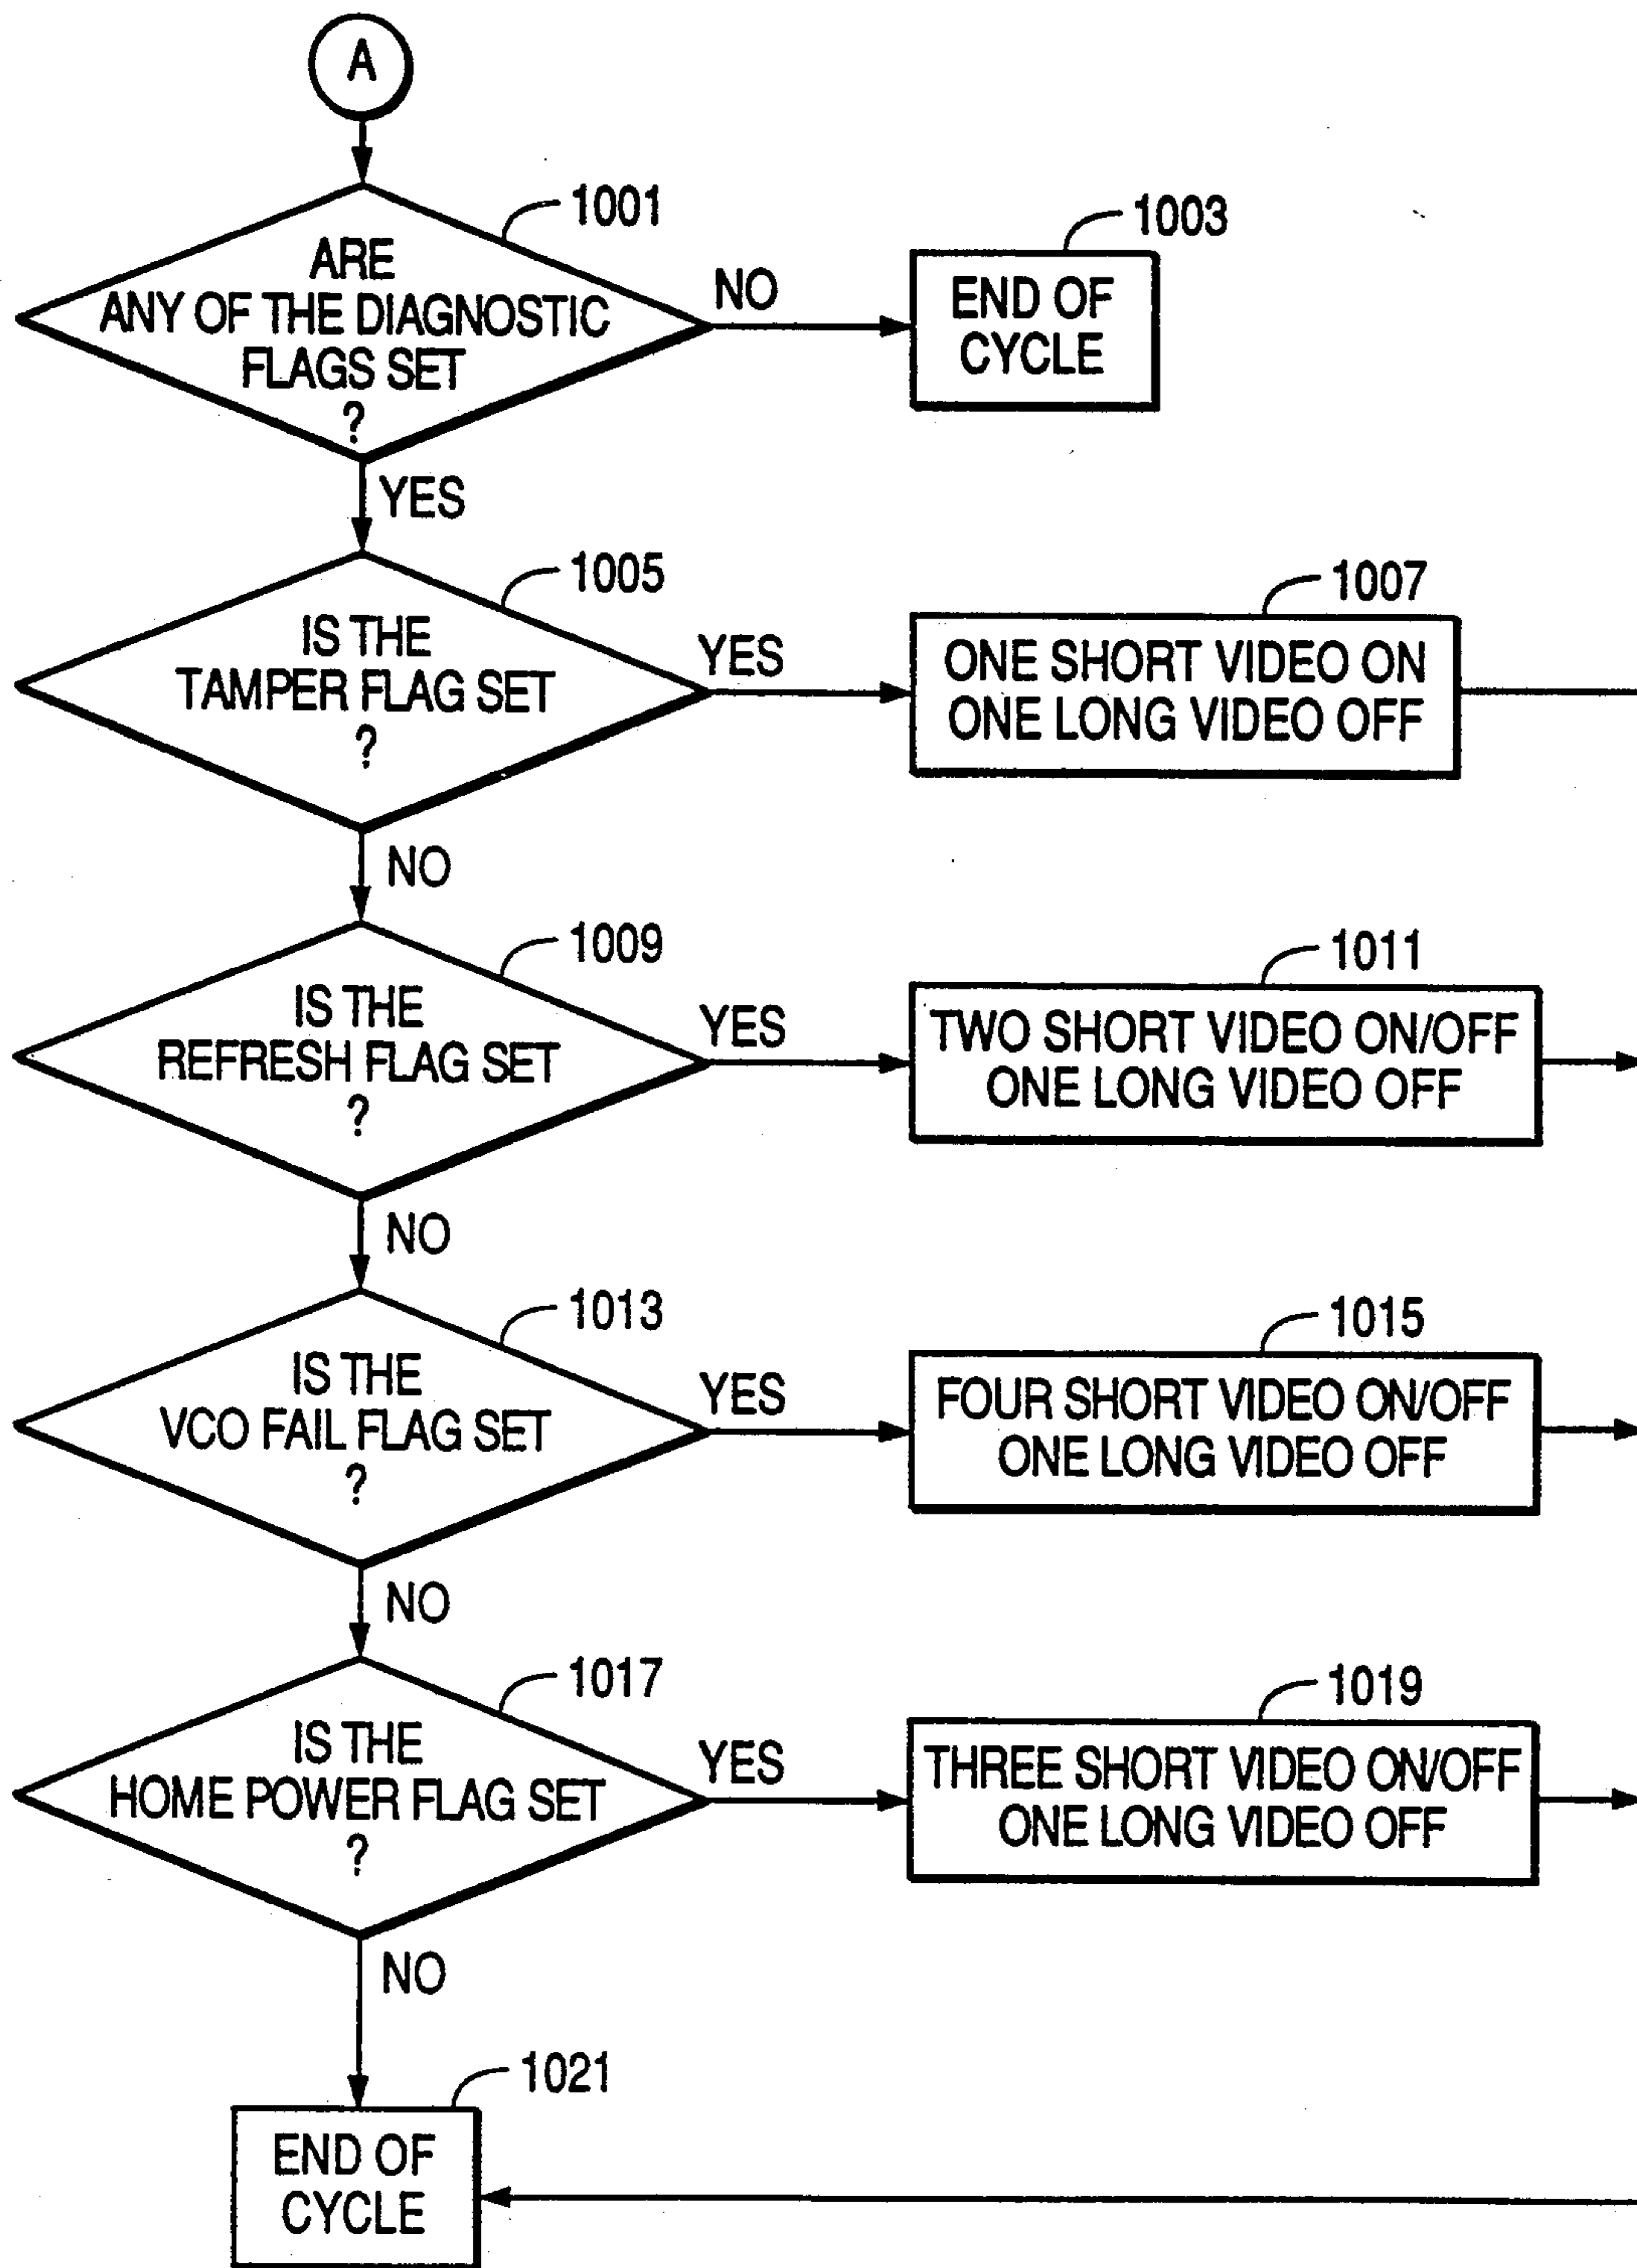 A
1001
ARE
ANY OF THE DIAGNOSTIC
FLAGS SET
?
NO
1003
END OF
CYCLE
YES
1005
IS THE
TAMPER FLAG SET
?
YES
1007
ONE SHORT VIDEO ON
ONE LONG VIDEO OFF
NO
1009
IS THE
REFRESH FLAG SET
?
YES
1011
TWO SHORT VIDEO ON/OFF
ONE LONG VIDEO OFF
NO
1013
IS THE
VCO FAIL FLAG SET
?
YES
1015
FOUR SHORT VIDEO ON/OFF
ONE LONG VIDEO OFF
NO
1017
IS THE
HOME POWER FLAG SET
?
YES
1019
THREE SHORT VIDEO ON/OFF
ONE LONG VIDEO OFF
NO
1021
END OF
CYCLE